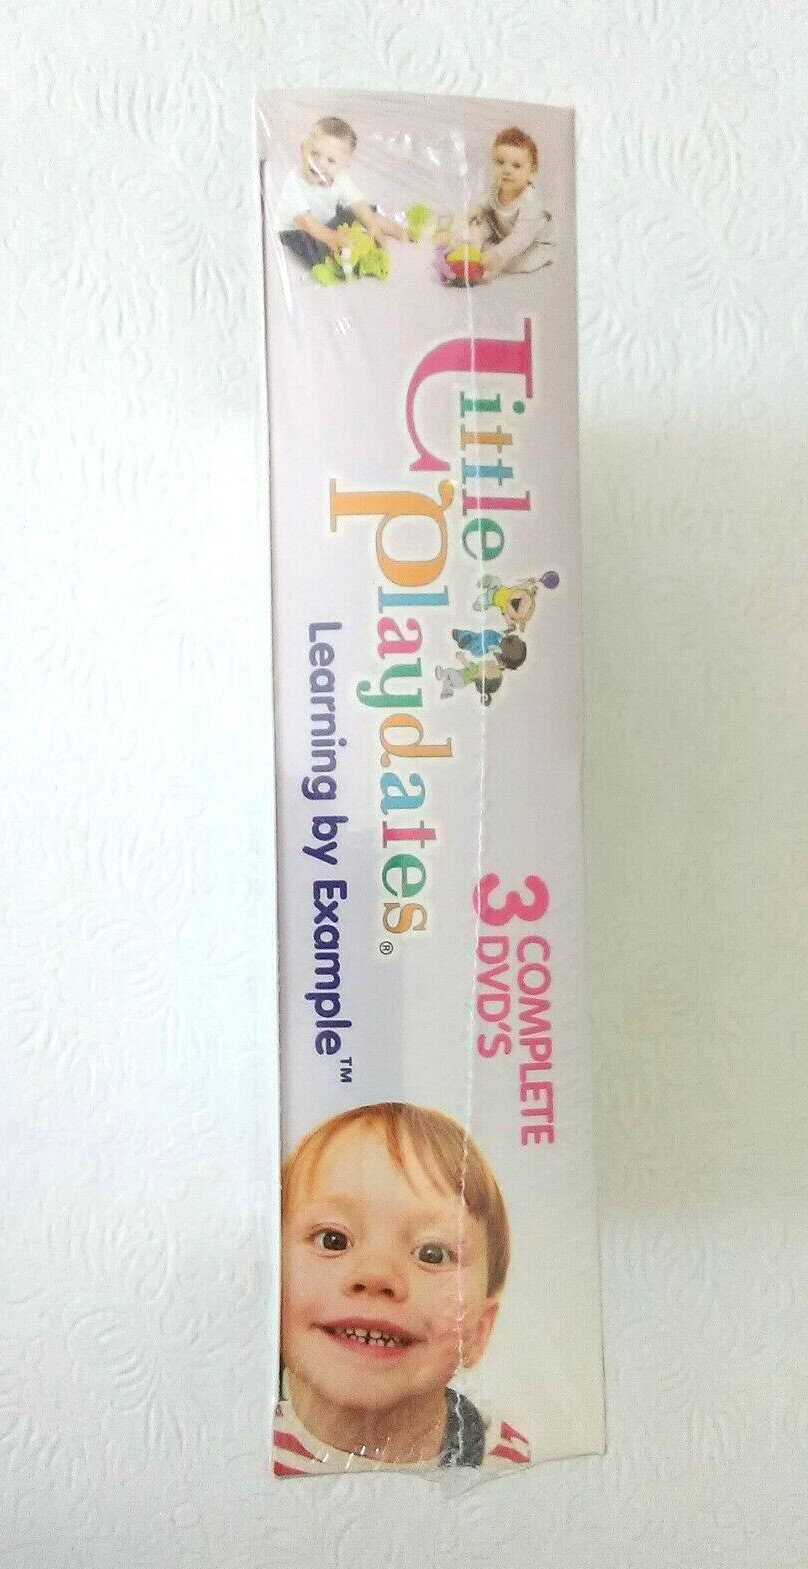 Little
Playdates®
Learning by Example™
3 COMPLETE
DVD'S